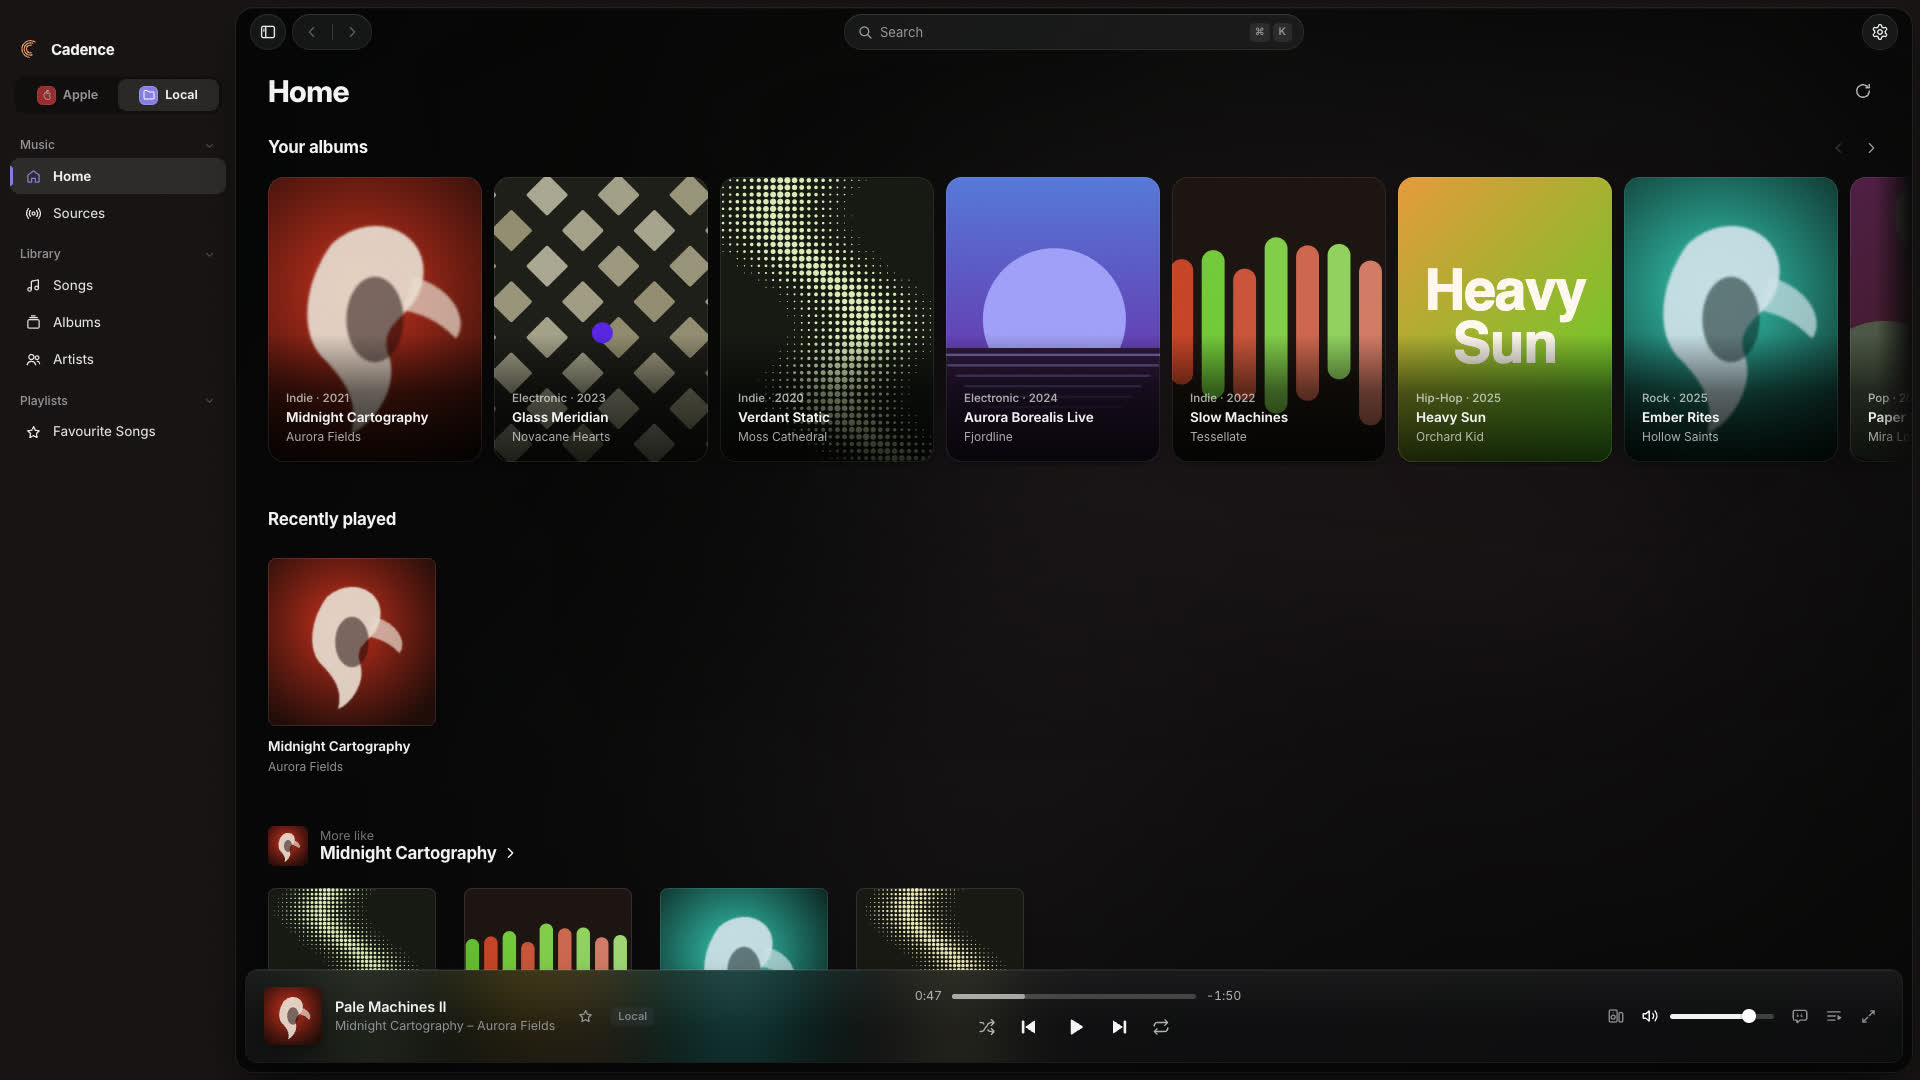 Cadence
Apple
Local
Music
Home
Sources
Library
Songs
Albums
Artists
Playlists
Favourite Songs
Search
⌘ K
Home
Your albums
Indie · 2021
Midnight Cartography
Aurora Fields
Electronic · 2023
Glass Meridian
Novacane Hearts
Indie · 2020
Verdant Static
Moss Cathedral
Electronic · 2024
Aurora Borealis Live
Fjordline
Indie · 2022
Slow Machines
Tessellate
Heavy
Sun
Hip-Hop · 2025
Heavy Sun
Orchard Kid
Rock · 2025
Ember Rites
Hollow Saints
Pop ·
Paper
Mira
Recently played
Midnight Cartography
Aurora Fields
More like
Midnight Cartography
Pale Machines II
Midnight Cartography – Aurora Fields
Local
0:47
-1:50